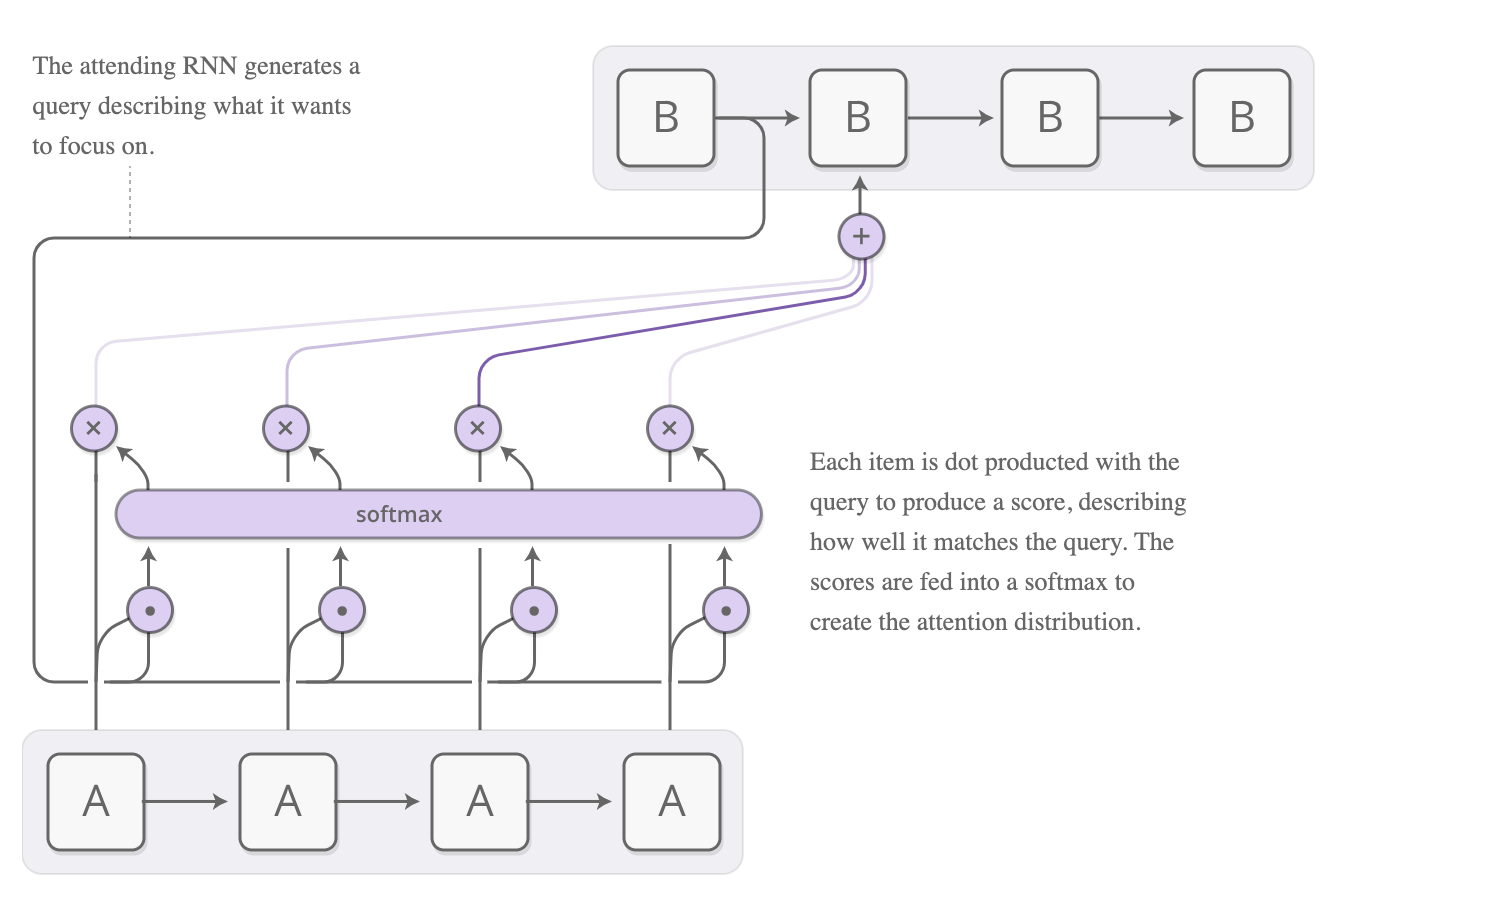 The attending RNN generates a
query describing what it wants
to focus on.
B
B
B
B
+
×
×
×
×
softmax
Each item is dot producted with the
query to produce a score, describing
how well it matches the query. The
scores are fed into a softmax to
create the attention distribution.
A
A
A
A